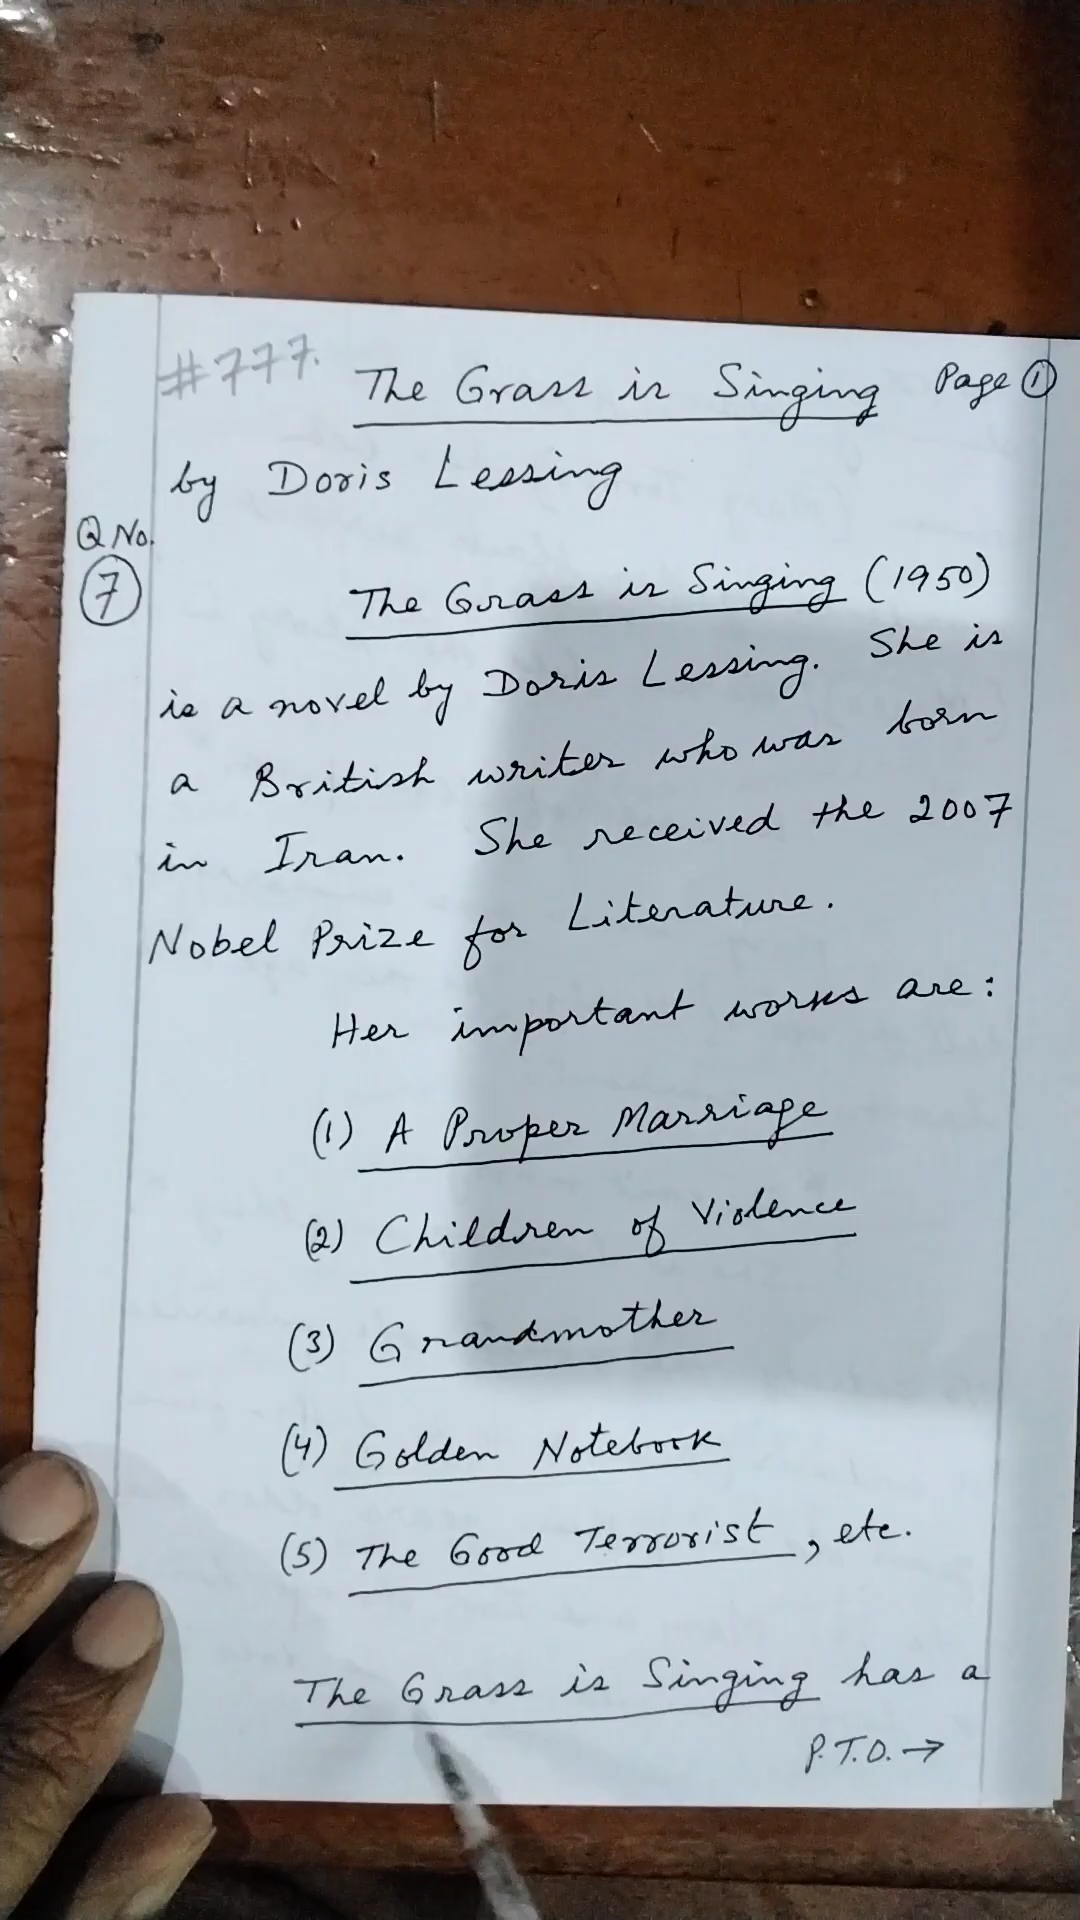 #777. The Grass is Singing Page ①
by Doris Lessing
Q No.
⑦ The Grass is Singing (1950)
is a novel by Doris Lessing. She is
a British writer who was born
in Iran. She received the 2007
Nobel Prize for Literature.
Her important works are:
(1) A Proper Marriage
(2) Children of Violence
(3) Grandmother
(4) Golden Notebook
(5) The Good Terrorist, etc.
The Grass is Singing has a
P.T.O. →